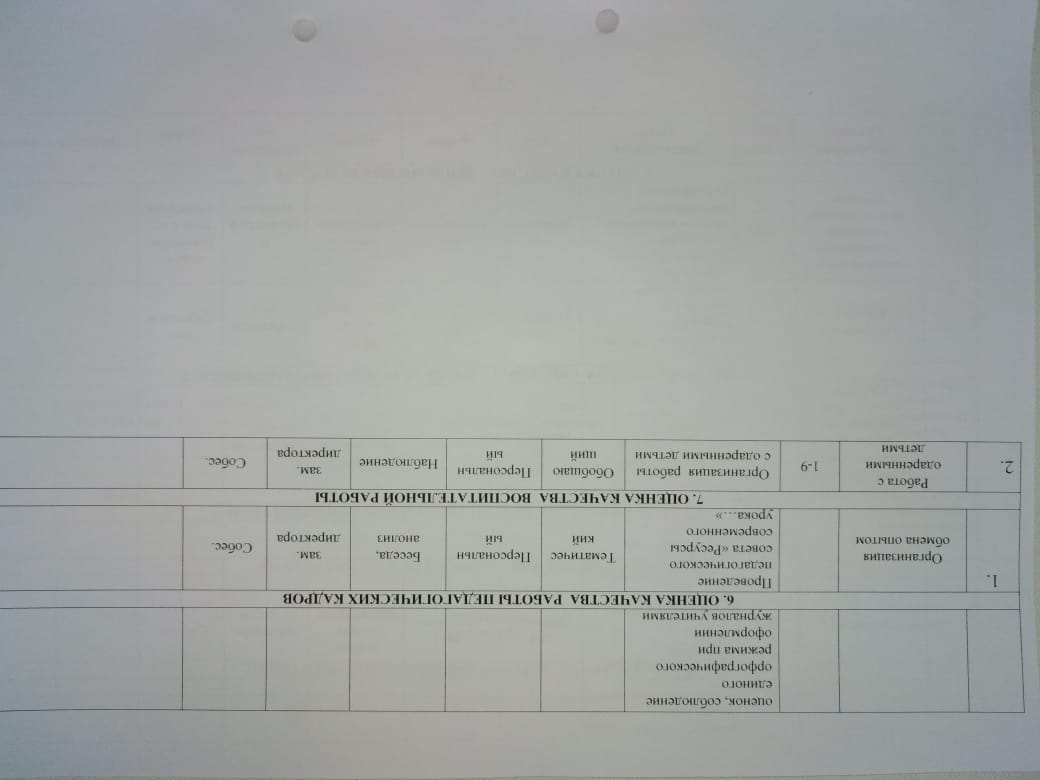 оценок, соблюдение
единого
орфографического
режима при
оформлении
журналов учителями
6. ОЦЕНКА КАЧЕСТВА РАБОТЫ ПЕДАГОГИЧЕСКИХ КАДРОВ
1.
Организация
обмена опытом
Проведение
педагогического
совета «Ресурсы
современного
урока…»
Тематичес
кий
Персональн
ый
Беседа,
анолиз
зам.
директора
Собес.
7. ОЦЕНКА КАЧЕСТВА ВОСПИТАТЕЛЬНОЙ РАБОТЫ
2.
Работа с
одаренными
детьми
1-9
Организация работы
с одаренными детьми
Обобщаю
щий
Персональн
ый
Наблюдение
зам.
директора
Собес.